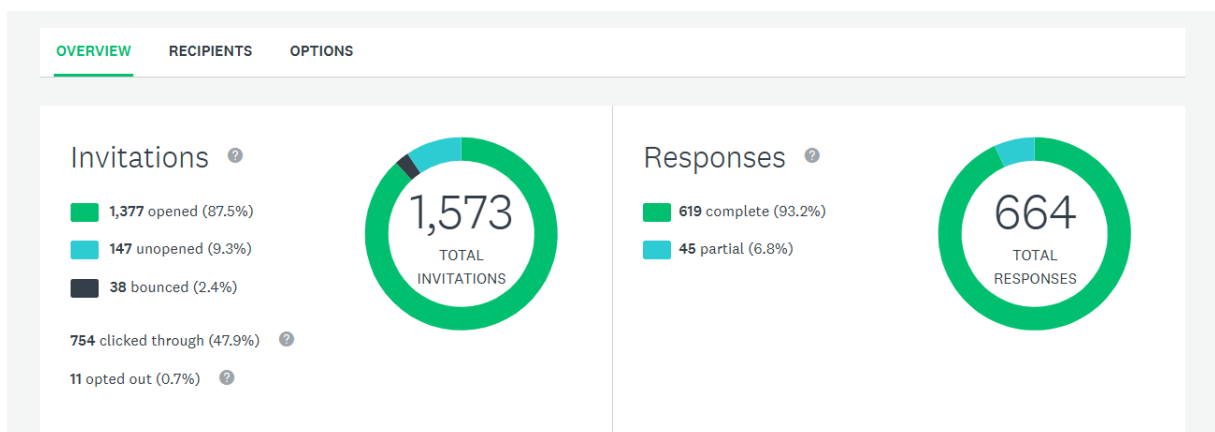 OVERVIEW RECIPIENTS OPTIONS
Invitations ?
1,377 opened (87.5%)
147 unopened (9.3%)
38 bounced (2.4%)
754 clicked through (47.9%) ?
11 opted out (0.7%) ?
1,573
TOTAL
INVITATIONS
Responses ?
619 complete (93.2%)
45 partial (6.8%)
664
TOTAL
RESPONSES